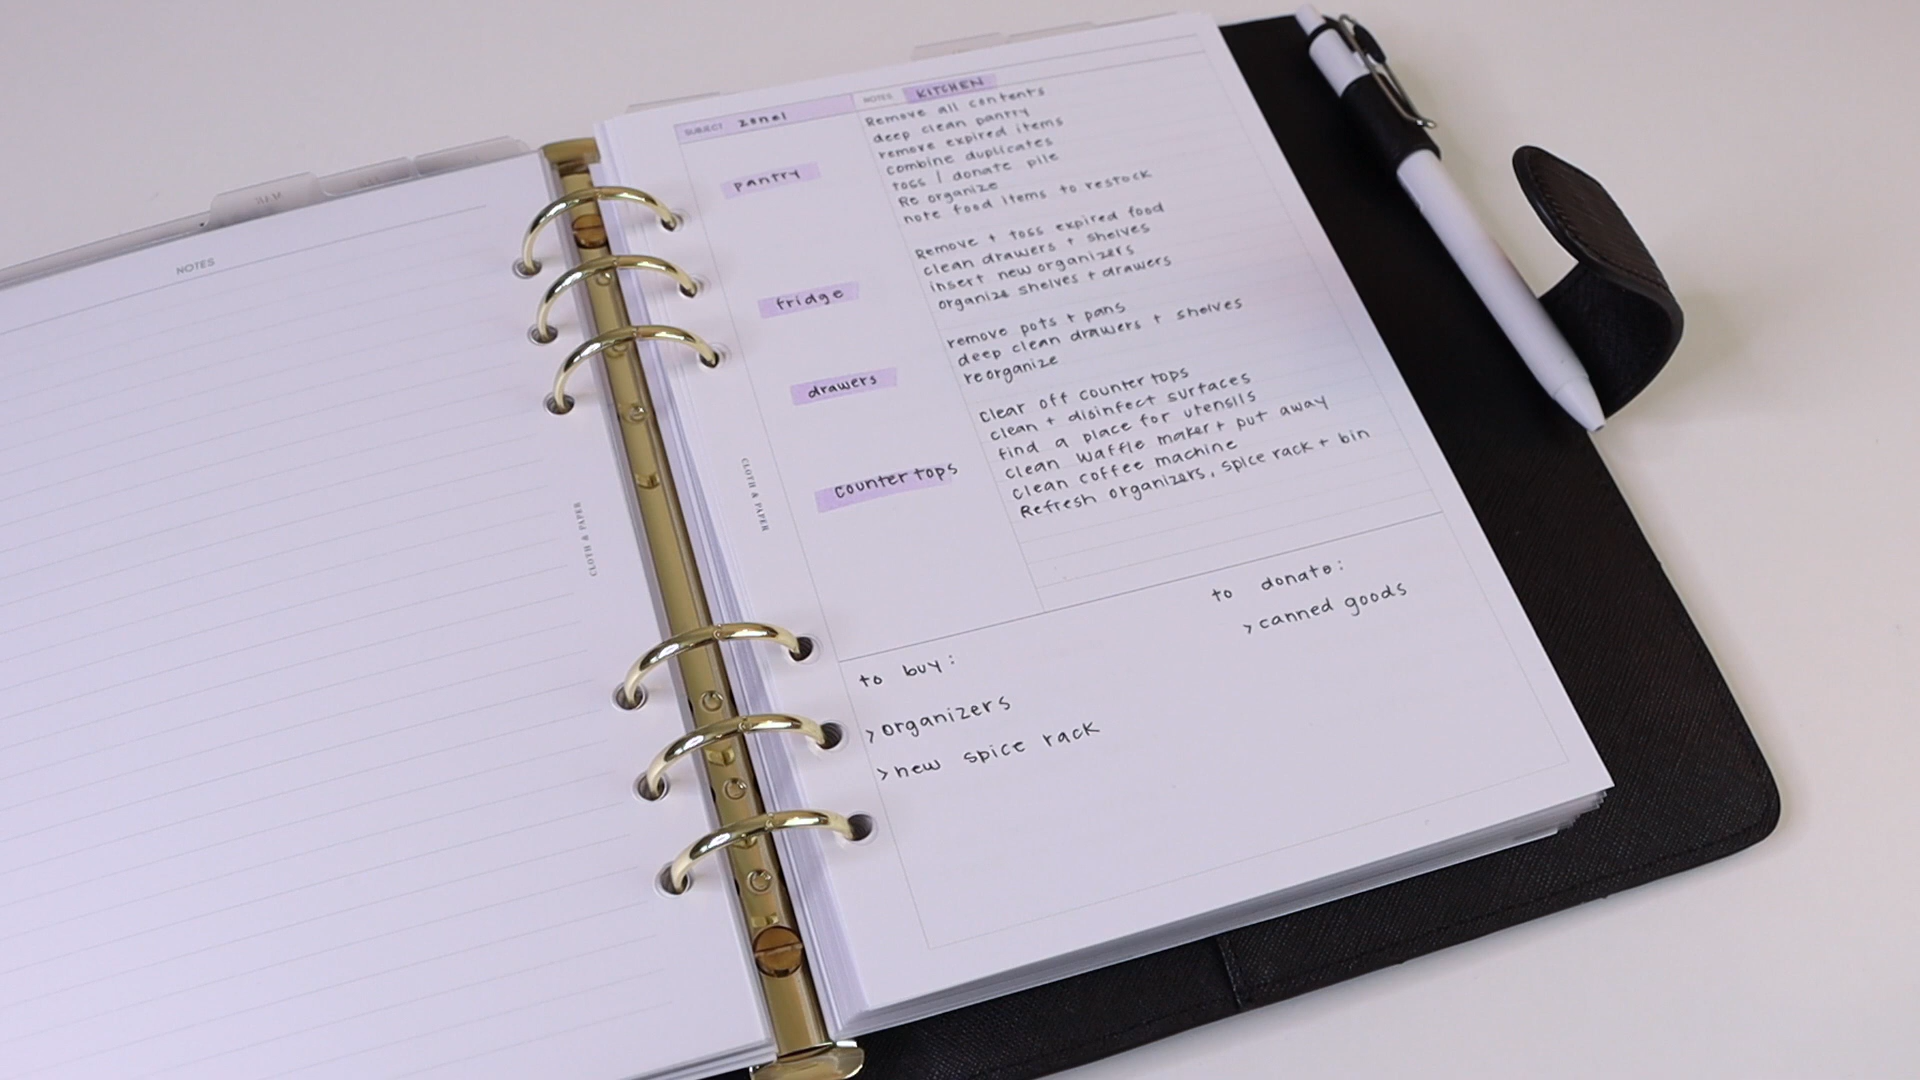 NOTES
CLOTH & PAPER
SUBJECT zone1
NOTES KITCHEN
pantry
Remove all contents
deep clean pantry
remove expired items
combine duplicates
toss / donate pile
Re organize
note food items to restock
fridge
Remove + toss expired food
clean drawers + shelves
insert new organizers
organize shelves + drawers
drawers
remove pots + pans
deep clean drawers + shelves
reorganize
counter tops
Clear off counter tops
clean + disinfect surfaces
find a place for utensils
clean waffle maker + put away
clean coffee machine
Refresh organizers, spice rack + bin
CLOTH & PAPER
to buy:
> organizers
> new spice rack
to donate:
> canned goods